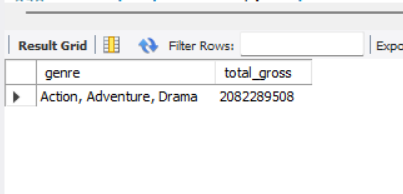 Result Grid Filter Rows: Expo
genre total_gross
Action, Adventure, Drama 2082289508